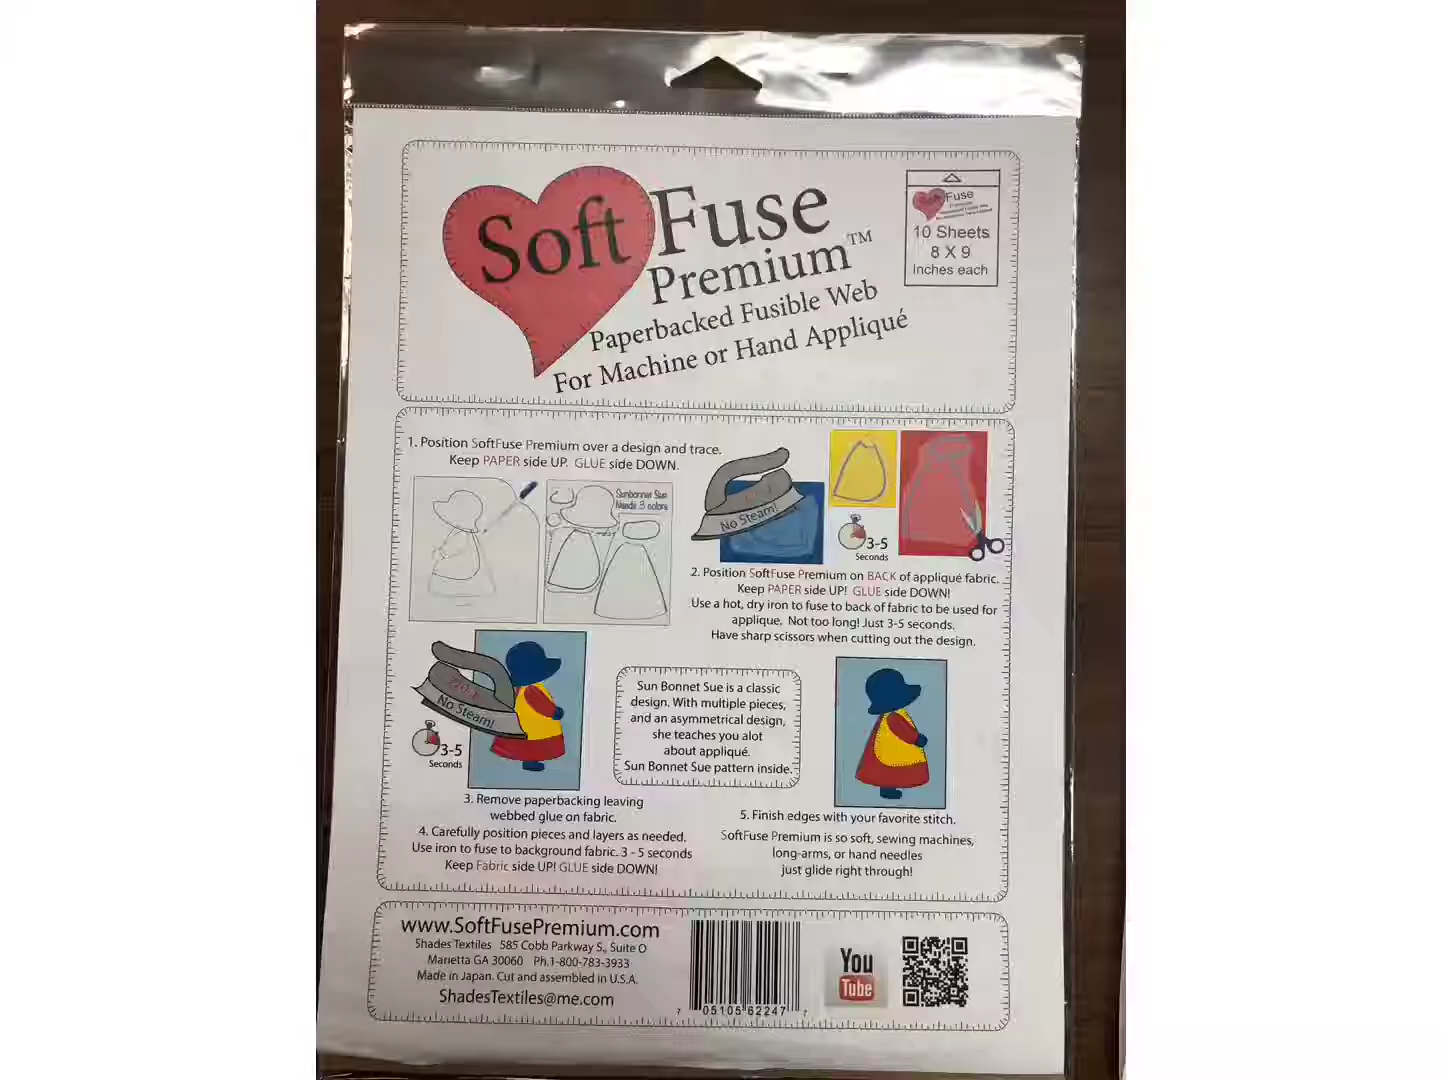 Soft Fuse
Premium™
Paperbacked Fusible Web
For Machine or Hand Appliqué
Soft Fuse
10 Sheets
8 X 9
Inches each
1. Position SoftFuse Premium over a design and trace.
Keep PAPER side UP. GLUE side DOWN.
Sunbonnet Sue
Needs 3 colors
No Steam!
3-5
Seconds
2. Position SoftFuse Premium on BACK of appliqué fabric.
Keep PAPER side UP! GLUE side DOWN!
Use a hot, dry iron to fuse to back of fabric to be used for
applique. Not too long! Just 3-5 seconds.
Have sharp scissors when cutting out the design.
No Steam!
3-5
Seconds
Sun Bonnet Sue is a classic
design. With multiple pieces,
and an asymmetrical design,
she teaches you alot
about appliqué.
Sun Bonnet Sue pattern inside.
3. Remove paperbacking leaving
webbed glue on fabric.
4. Carefully position pieces and layers as needed.
Use iron to fuse to background fabric. 3 - 5 seconds
Keep Fabric side UP! GLUE side DOWN!
5. Finish edges with your favorite stitch.
SoftFuse Premium is so soft, sewing machines,
long-arms, or hand needles
just glide right through!
www.SoftFusePremium.com
Shades Textiles 585 Cobb Parkway S., Suite O
Marietta GA 30060 Ph.1-800-783-3933
Made in Japan. Cut and assembled in U.S.A.
ShadesTextiles@me.com
7 05105 62247 7
You
Tube